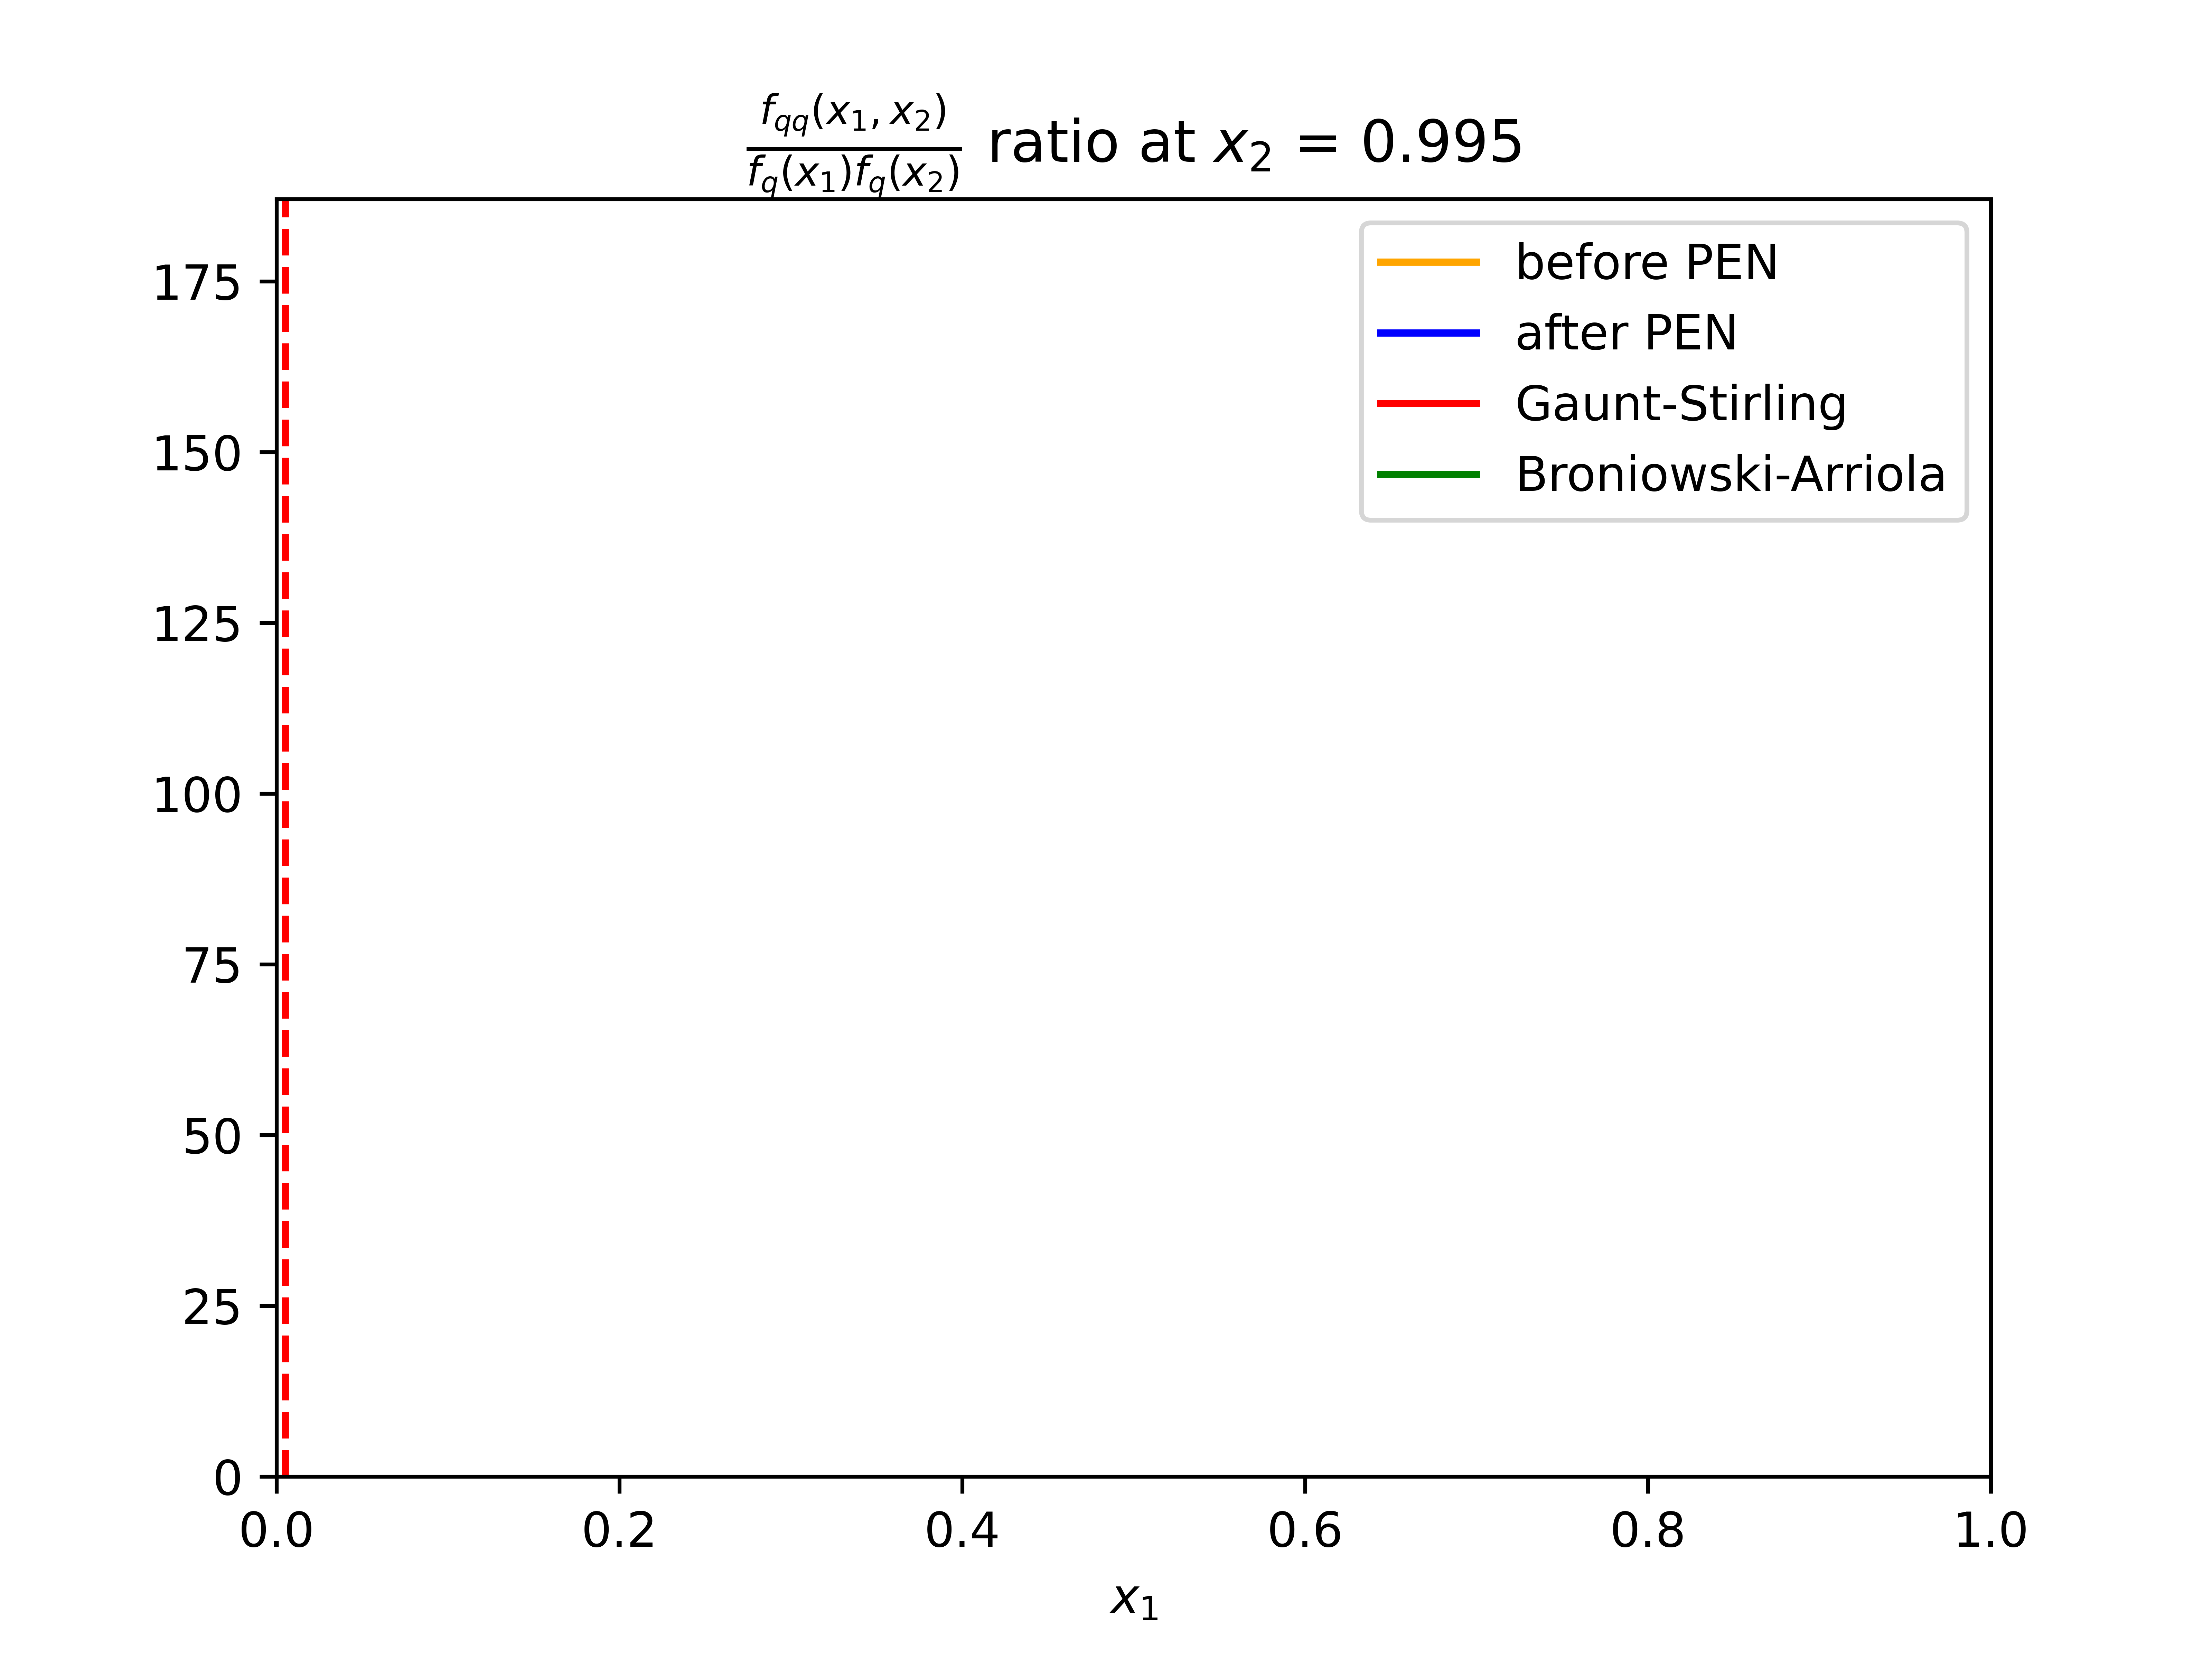 f_{qq}(x_1, x_2)
f_q(x_1)f_q(x_2) ratio at x_2 = 0.995
before PEN
after PEN
Gaunt-Stirling
Broniowski-Arriola
175
150
125
100
75
50
25
0
0.0 0.2 0.4 0.6 0.8 1.0
x_1